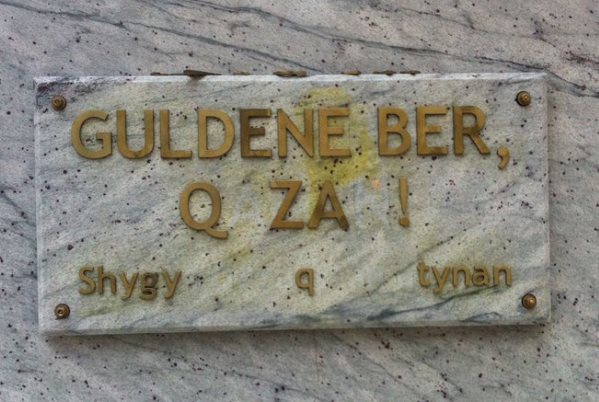 GULDENE BER,
Q ZA !
Shygy q tynan